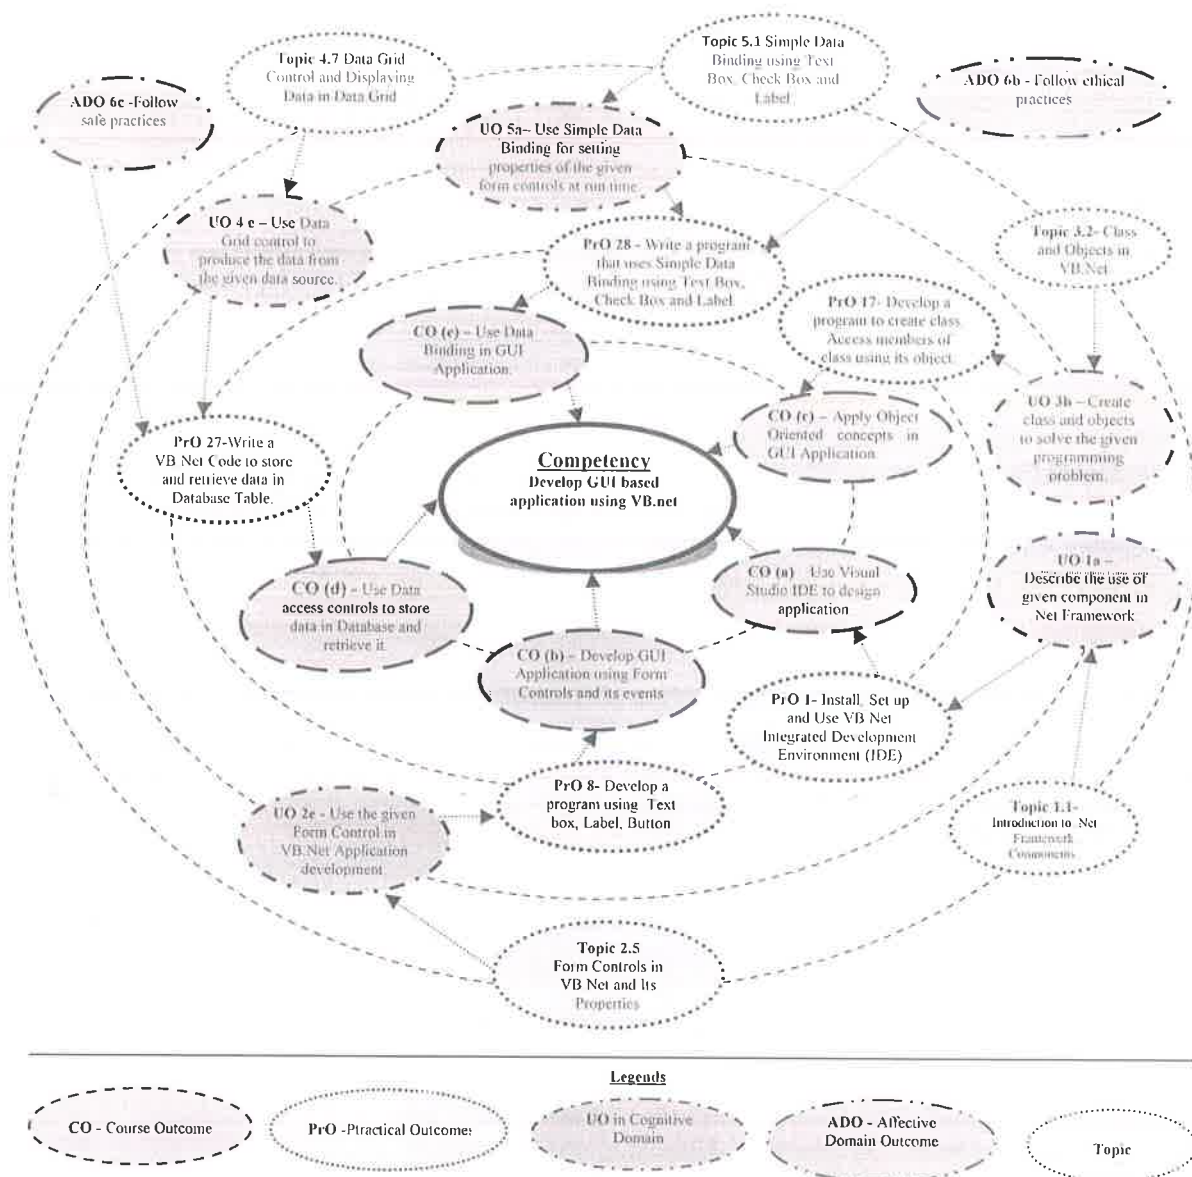 Topic 4.7 Data Grid
Control and Displaying
Data in Data Grid
Topic 5.1 Simple Data
Binding using Text
Box, Check Box and
Label.
ADO 6c -Follow
safe practices
ADO 6b - Follow ethical
practices
UO 5a– Use Simple Data
Binding for setting
properties of the given
form controls at run time
UO 4 e – Use Data
Grid control to
produce the data from
the given data source.
PrO 28 - Write a program
that uses Simple Data
Binding using Text Box,
Check Box and Label.
Topic 3.2- Class
and Objects in
VB.Net
PrO 17- Develop a
program to create class.
Access members of
class using its object.
CO (e) – Use Data
Binding in GUI
Application.
UO 3b – Create
class and objects
to solve the given
programming
problem.
CO (c) – Apply Object
Oriented concepts in
GUI Application
PrO 27-Write a
VB Net Code to store
and retrieve data in
Database Table.
Competency
Develop GUI based
application using VB.net
CO (d) – Use Data
access controls to store
data in Database and
retrieve it.
CO (a) – Use Visual
Studio IDE to design
application
UO 1a –
Describe the use of
given component in
Net Framework
CO (b) – Develop GUI
Application using Form
Controls and its events
PrO 1- Install, Set up
and Use VB Net
Integrated Development
Environment (IDE)
UO 2e - Use the given
Form Control in
VB.Net Application
development.
PrO 8- Develop a
program using Text
box, Label, Button
Topic 1.1-
Introduction to .Net
Framework
Components
Topic 2.5
Form Controls in
VB Net and Its
Properties
Legends
CO - Course Outcome
PrO -Ptractical Outcomes
UO in Cognitive
Domain
ADO - Affective
Domain Outcome
Topic